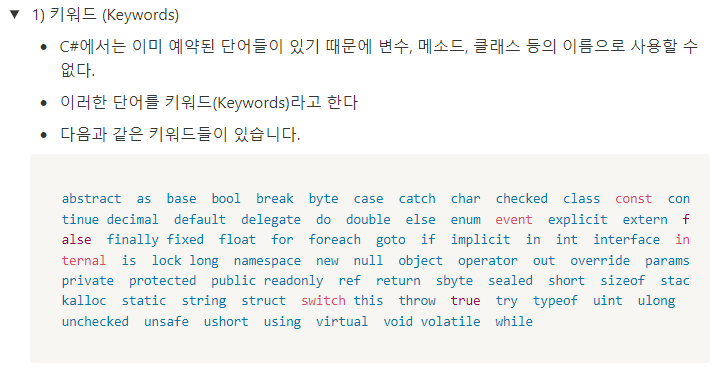 1) 키워드 (Keywords)
C#에서는 이미 예약된 단어들이 있기 때문에 변수, 메소드, 클래스 등의 이름으로 사용할 수
없다.
이러한 단어를 키워드(Keywords)라고 한다
다음과 같은 키워드들이 있습니다.
abstract as base bool break byte case catch char checked class const con
tinue decimal default delegate do double else enum event explicit extern f
alse finally fixed float for foreach goto if implicit in int interface in
ternal is lock long namespace new null object operator out override params
private protected public readonly ref return sbyte sealed short sizeof stac
kalloc static string struct switch this throw true try typeof uint ulong
unchecked unsafe ushort using virtual void volatile while